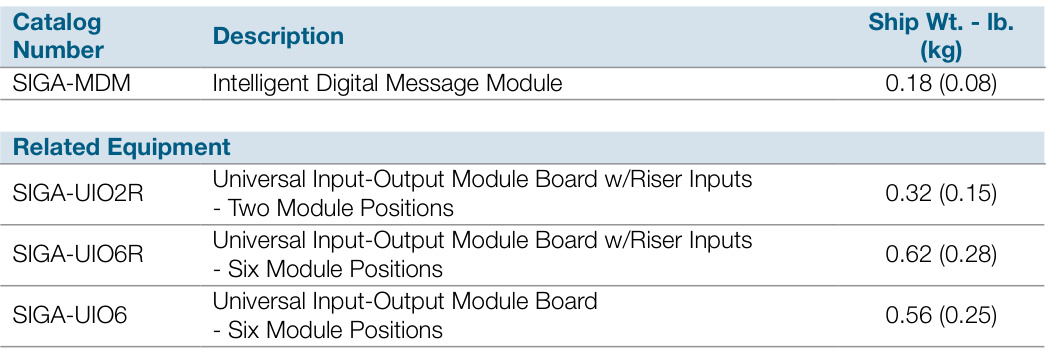 Catalog Number Description Ship Wt. - lb. (kg)
SIGA-MDM Intelligent Digital Message Module 0.18 (0.08)
Related Equipment
SIGA-UIO2R Universal Input-Output Module Board w/Riser Inputs - Two Module Positions 0.32 (0.15)
SIGA-UIO6R Universal Input-Output Module Board w/Riser Inputs - Six Module Positions 0.62 (0.28)
SIGA-UIO6 Universal Input-Output Module Board - Six Module Positions 0.56 (0.25)